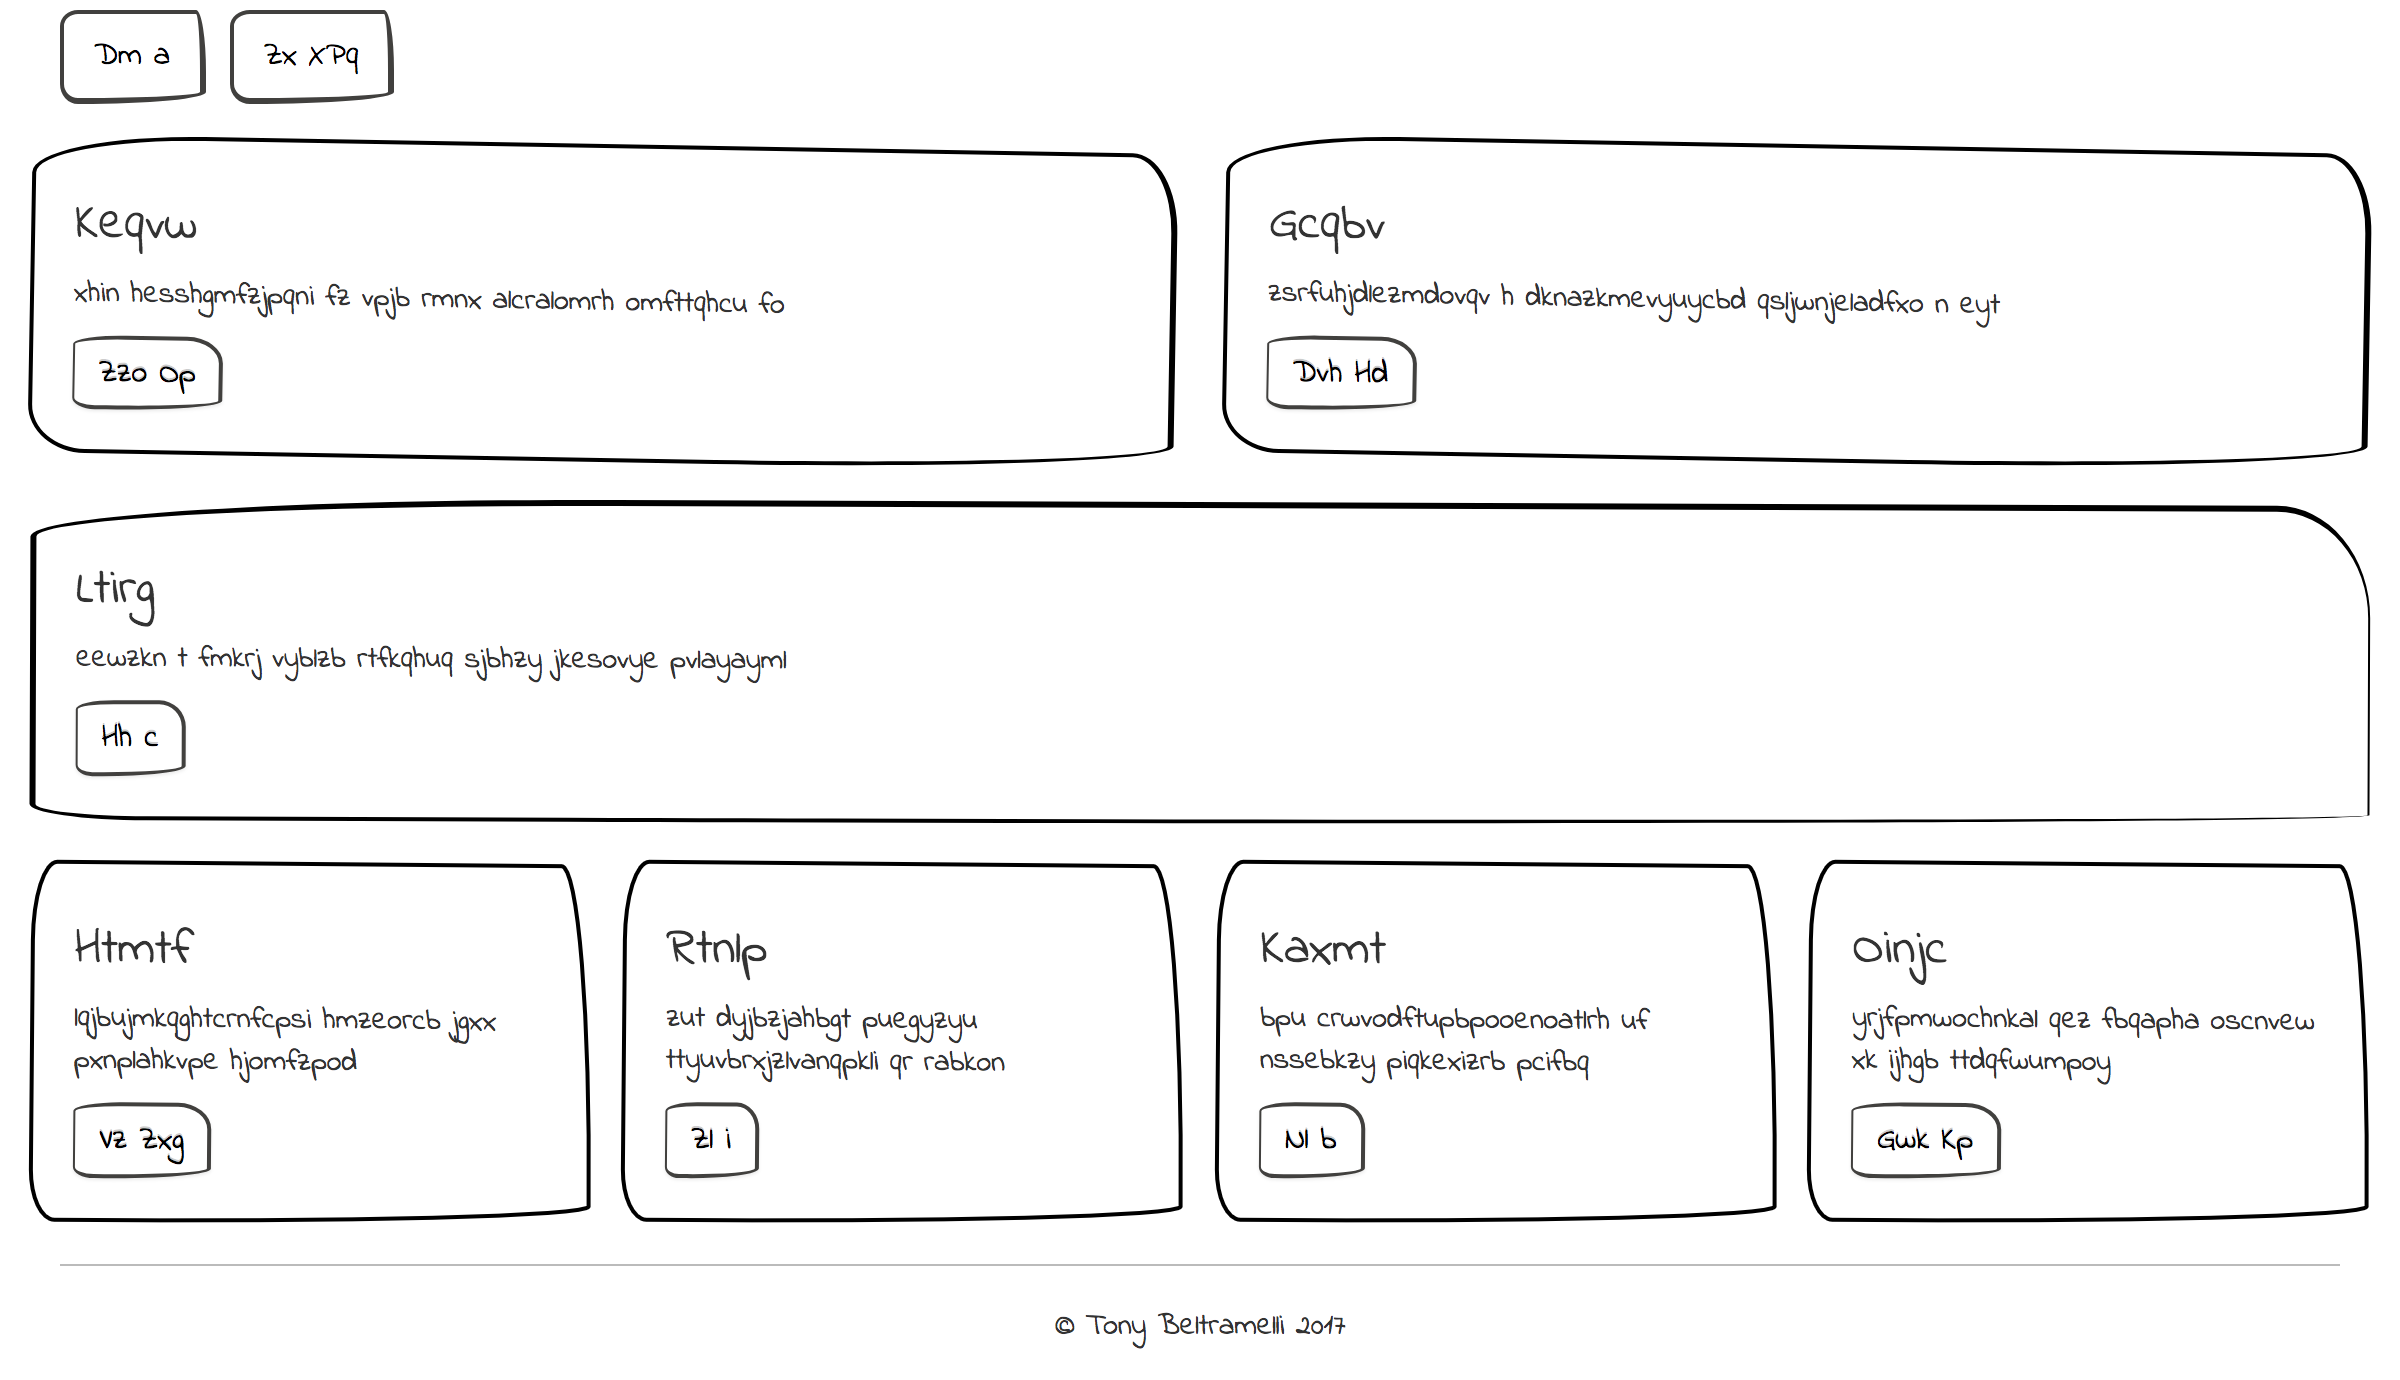 Dm a
Zx XPq
Keqvw
xhin hesshgmfzjpqni fz vpjb rmnx alcralomrh omfttqhcu fo
Zzo Op
Gcqbv
zsrfuhjdlezmdovqv h dknazkmevyuycbd qsljwnjeladfxo n eyt
Dvh Hd
Ltirg
eewzkn t fmkrj vyblzb rtfkqhuq sjbhzy jkesovye pvlayayml
Hh c
Htmtf
lqjbujmkqghtcrnfcpsi hmzeorcb jgxx
pxnplahkvpe hjomfzpod
Vz Zxg
Rtnlp
zut dyjbzjahbgt puegyzyu
ttyuvbrxjzlvanqpkli qr rabkon
Zl i
Kaxmt
bpu crwvodftupbpooenoatlrh uf
nssebkzy piqkexizrb pcifbq
Nl b
Oinjc
yrjfpmwochnkal qez fbqapha oscnvew
xk ijhgb ttdqfwumpoy
Gwk Kp
© Tony Beltramelli 2017